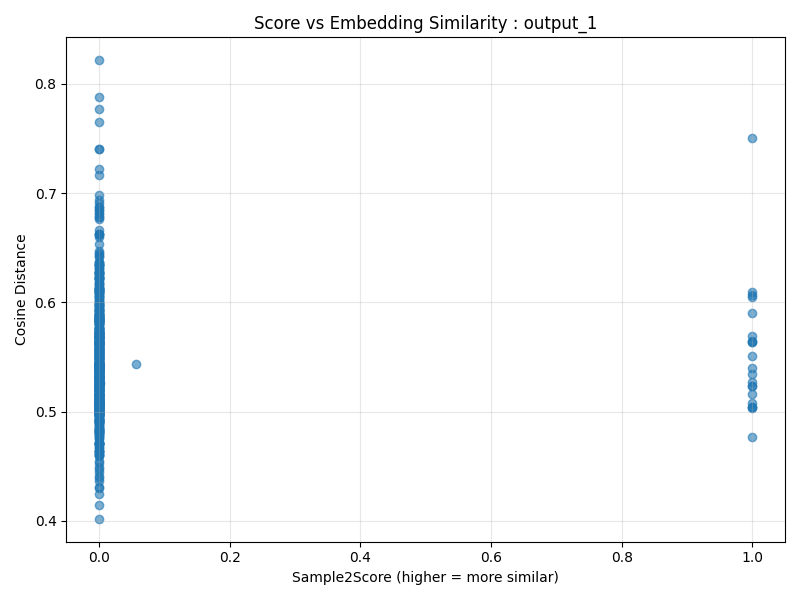 Score vs Embedding Similarity : output_1
0.8
0.7
0.6
0.5
0.4
Cosine Distance
0.0 0.2 0.4 0.6 0.8 1.0
Sample2Score (higher = more similar)